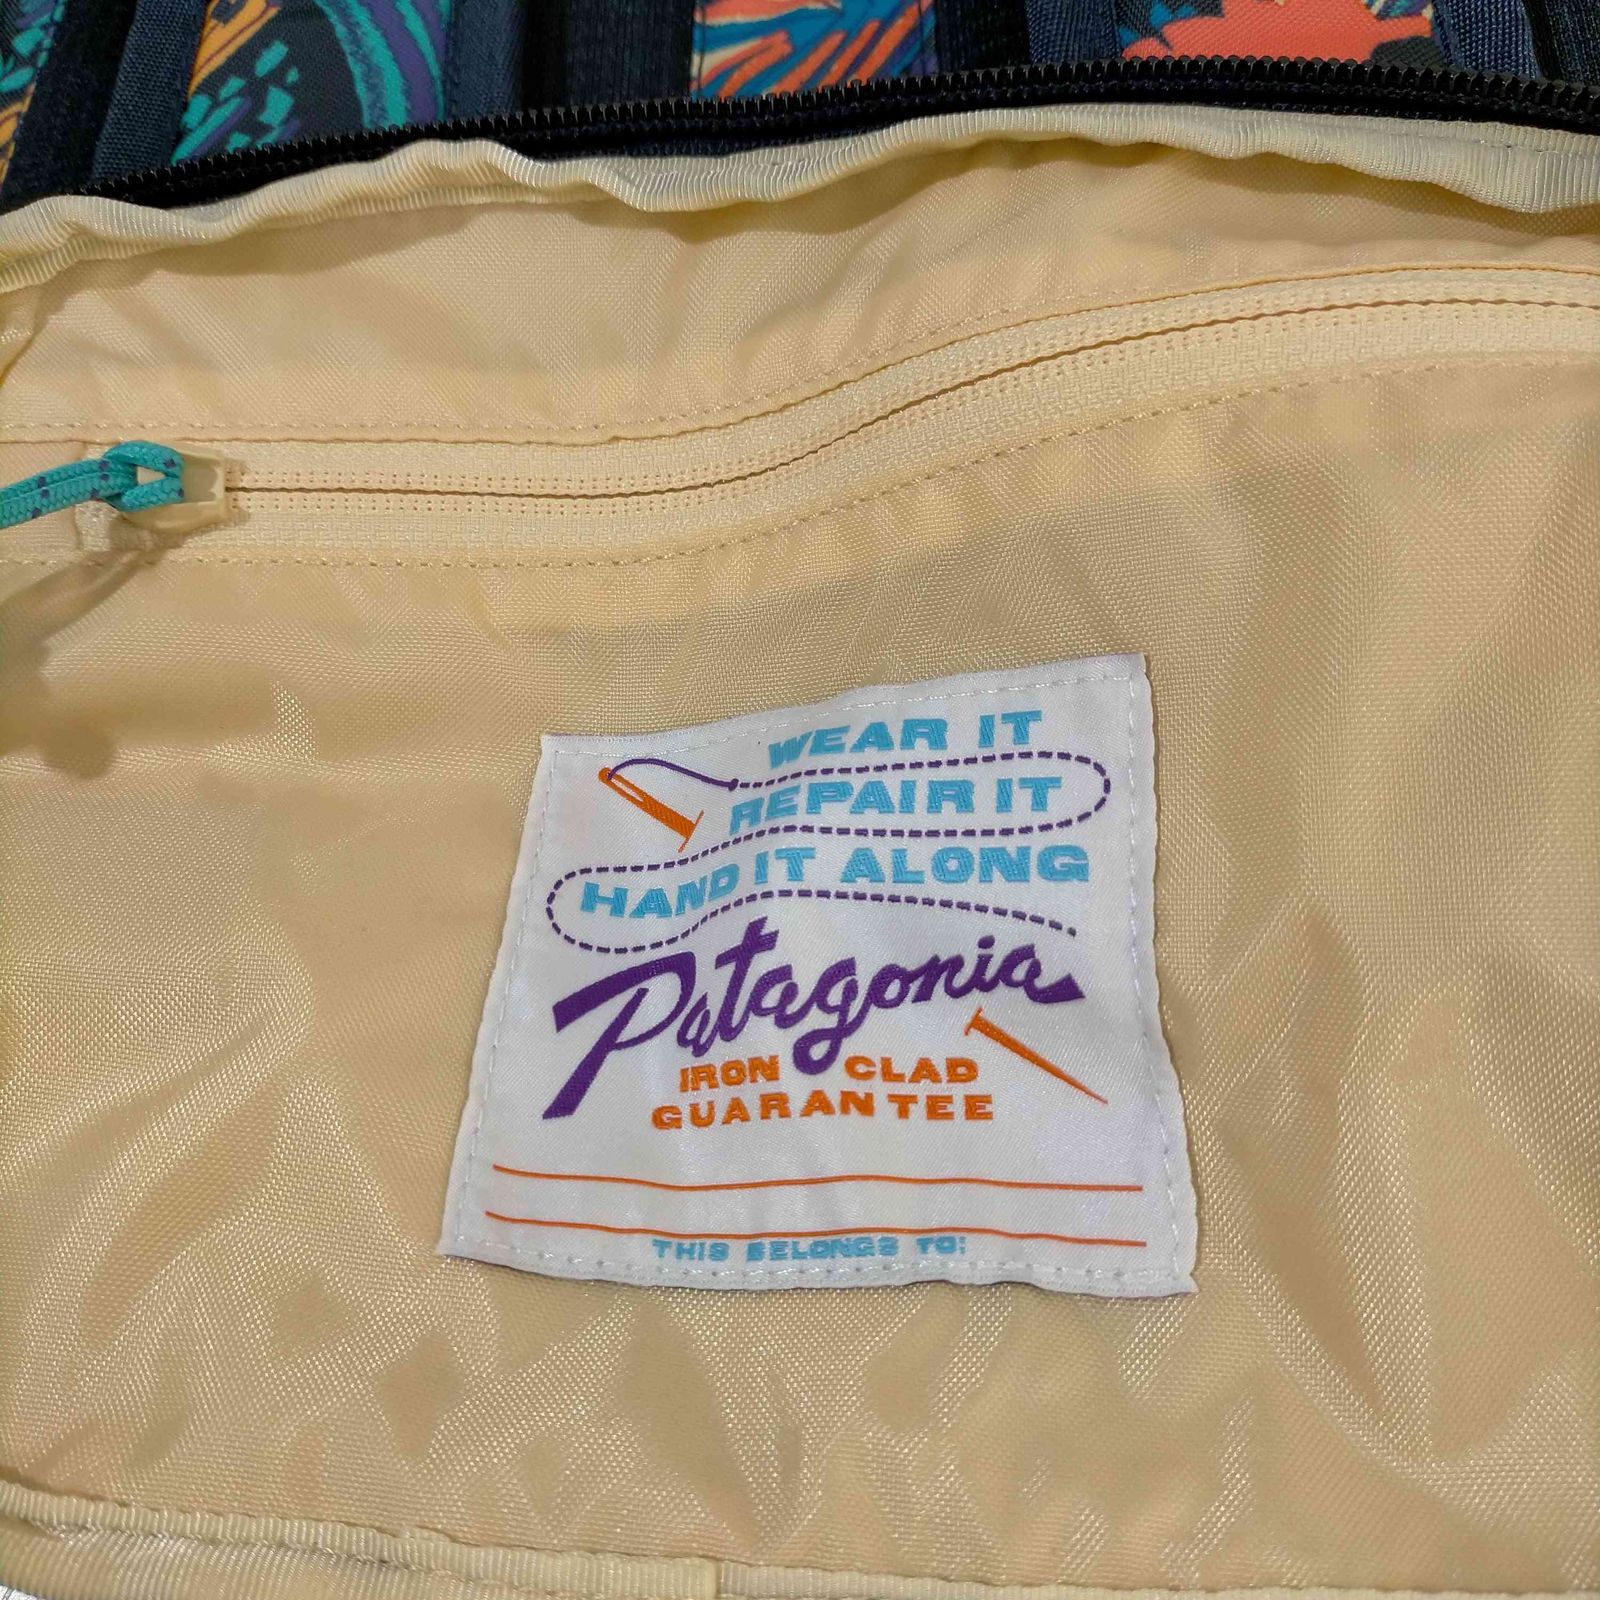 WEAR IT
REPAIR IT
HAND IT ALONG
Patagonia
IRON CLAD
GUARANTEE
THIS BELONGS TO: